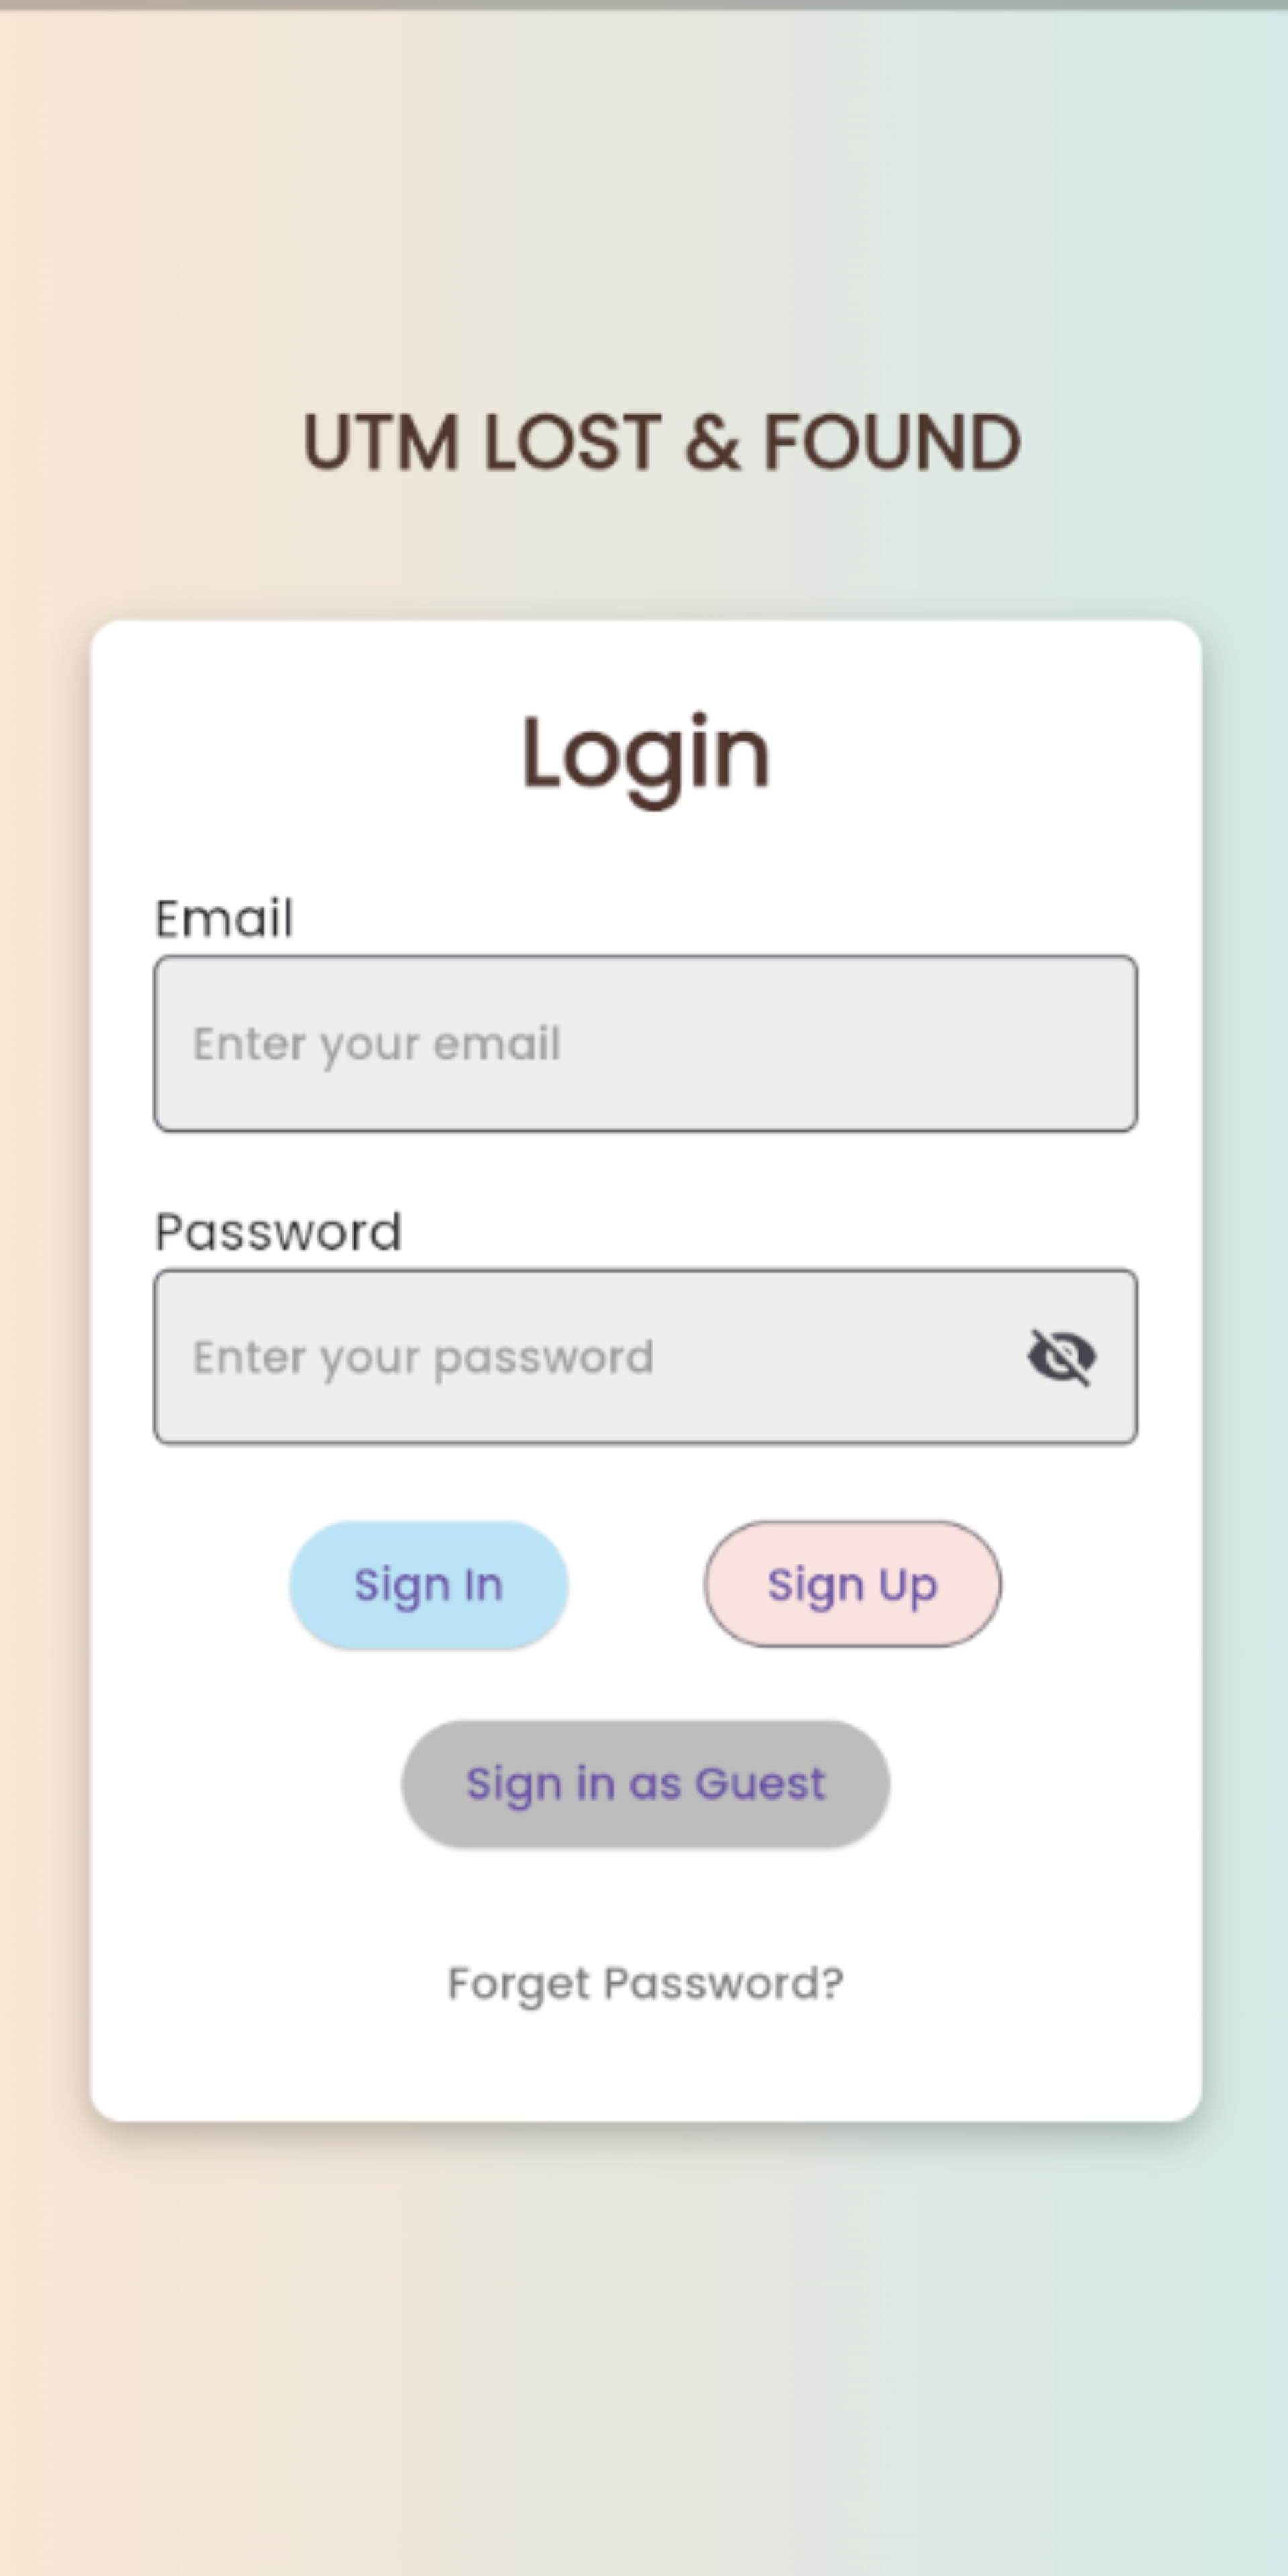 UTM LOST & FOUND
Login
Email
Enter your email
Password
Enter your password
Sign In
Sign Up
Sign in as Guest
Forget Password?